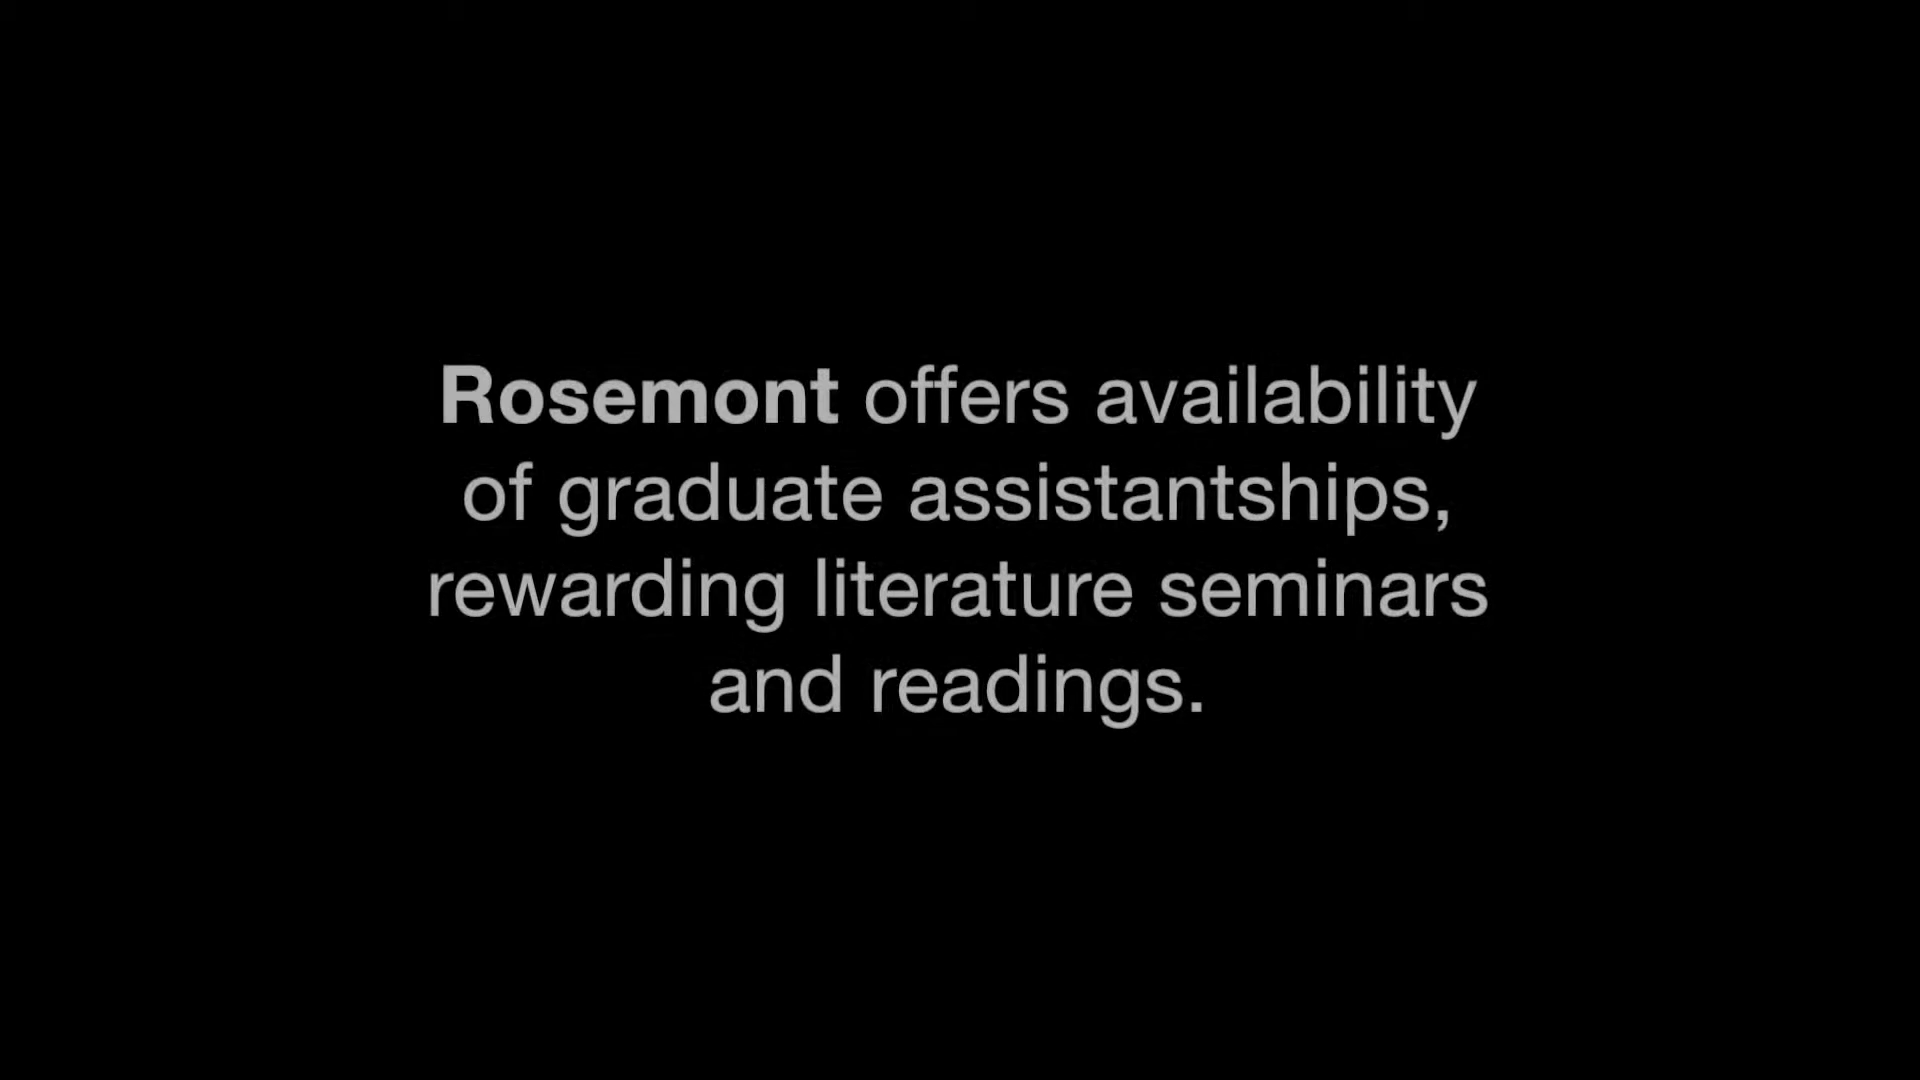 Rosemont offers availability
of graduate assistantships,
rewarding literature seminars
and readings.